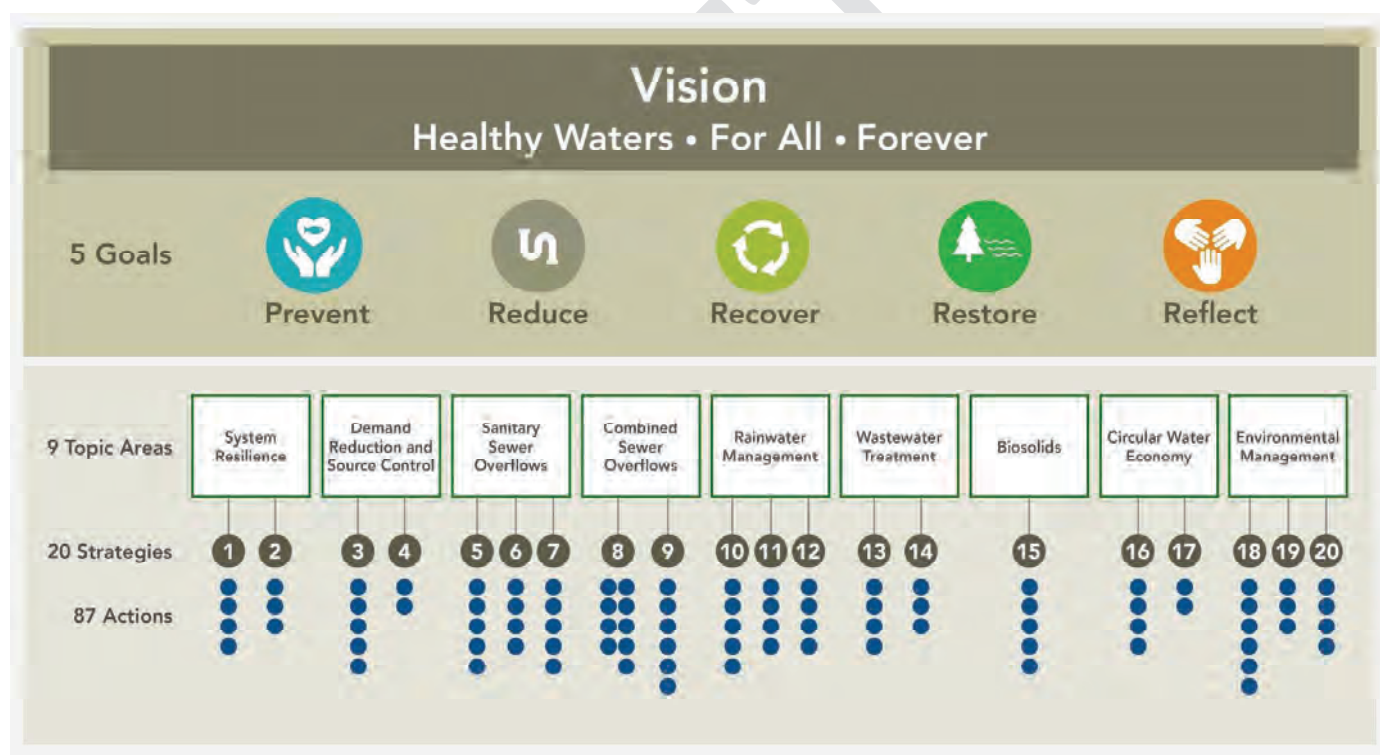 Vision
Healthy Waters • For All • Forever
5 Goals
Prevent
Reduce
Recover
Restore
Reflect
9 Topic Areas
System
Resilience
Demand
Reduction and
Source Control
Sanitary
Sewer
Overflows
Combined
Sewer
Overflows
Rainwater
Management
Wastewater
Treatment
Biosolids
Circular Water
Economy
Environmental
Management
20 Strategies
1 2 3 4 5 6 7 8 9 10 11 12 13 14 15 16 17 18 19 20
87 Actions